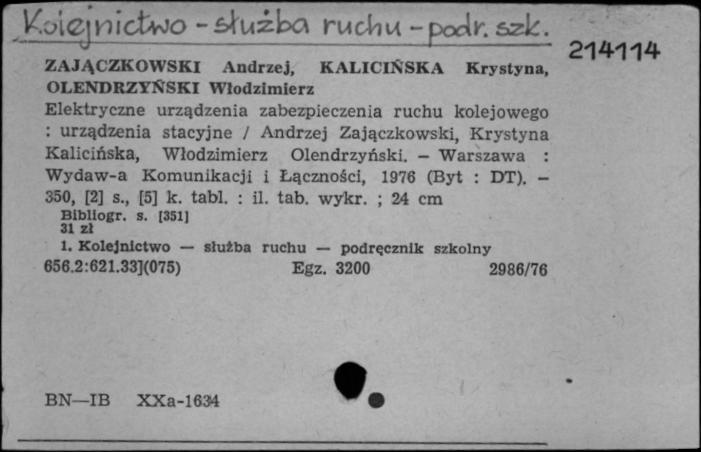 Kolejnictwo - służba ruchu - podr. szk.
214114
ZAJĄCZKOWSKI Andrzej, KALICIŃSKA Krystyna,
OLENDRZYŃSKI Włodzimierz
Elektryczne urządzenia zabezpieczenia ruchu kolejowego
: urządzenia stacyjne / Andrzej Zajączkowski, Krystyna
Kalicińska, Włodzimierz Olendrzyński. — Warszawa :
Wydaw-a Komunikacji i Łączności, 1976 (Byt : DT). —
350, [2] s., [5] k. tabl. : il. tab. wykr. ; 24 cm
Bibliogr. s. [351]
31 zł
1. Kolejnictwo — służba ruchu — podręcznik szkolny
656.2:621.33](075) Egz. 3200 2986/76
BN—IB XXa-1634